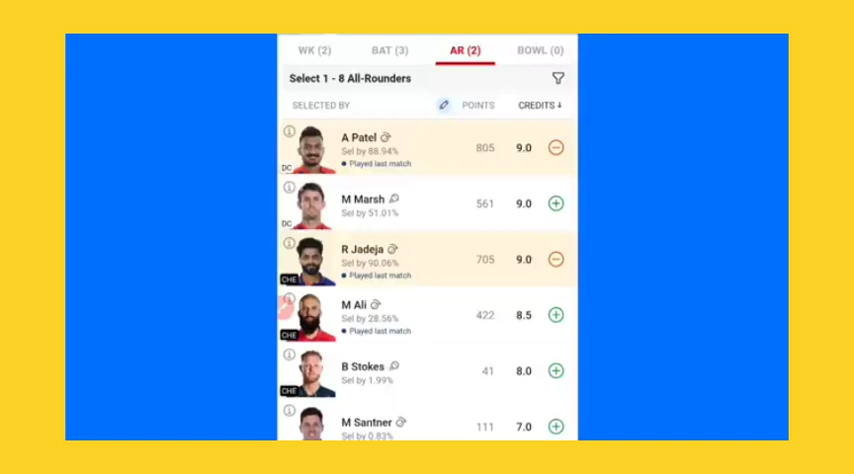 WK (2) BAT (3) AR (2) BOWL (0)
Select 1 - 8 All-Rounders
SELECTED BY POINTS CREDITS ↓
A Patel
Sel by 88.94% 805 9.0
Played last match
DC
M Marsh
Sel by 51.01% 561 9.0
DC
R Jadeja
Sel by 90.06% 705 9.0
Played last match
CHE
M Ali
Sel by 28.56% 422 8.5
Played last match
CHE
B Stokes
Sel by 1.99% 41 8.0
CHE
M Santner
Sel by 0.83% 111 7.0